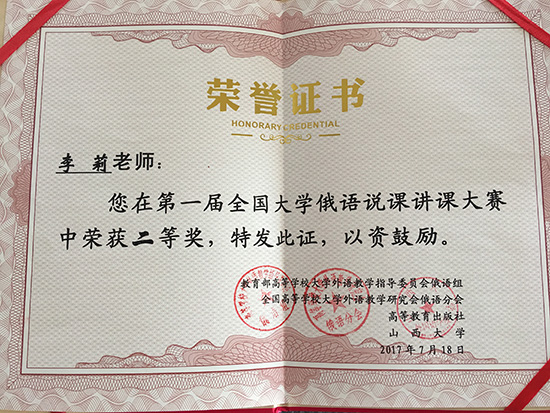 荣誉证书
HONORARY CREDENTIAL
李 莉老师：
您在第一届全国大学俄语说课讲课大赛
中荣获二等奖，特发此证，以资鼓励。
教育部高等学校大学外语教学指导委员会俄语组
全国高等学校大学外语教学研究会俄语分会
高等教育出版社
山西大学
2017年7月18日
俄语分会